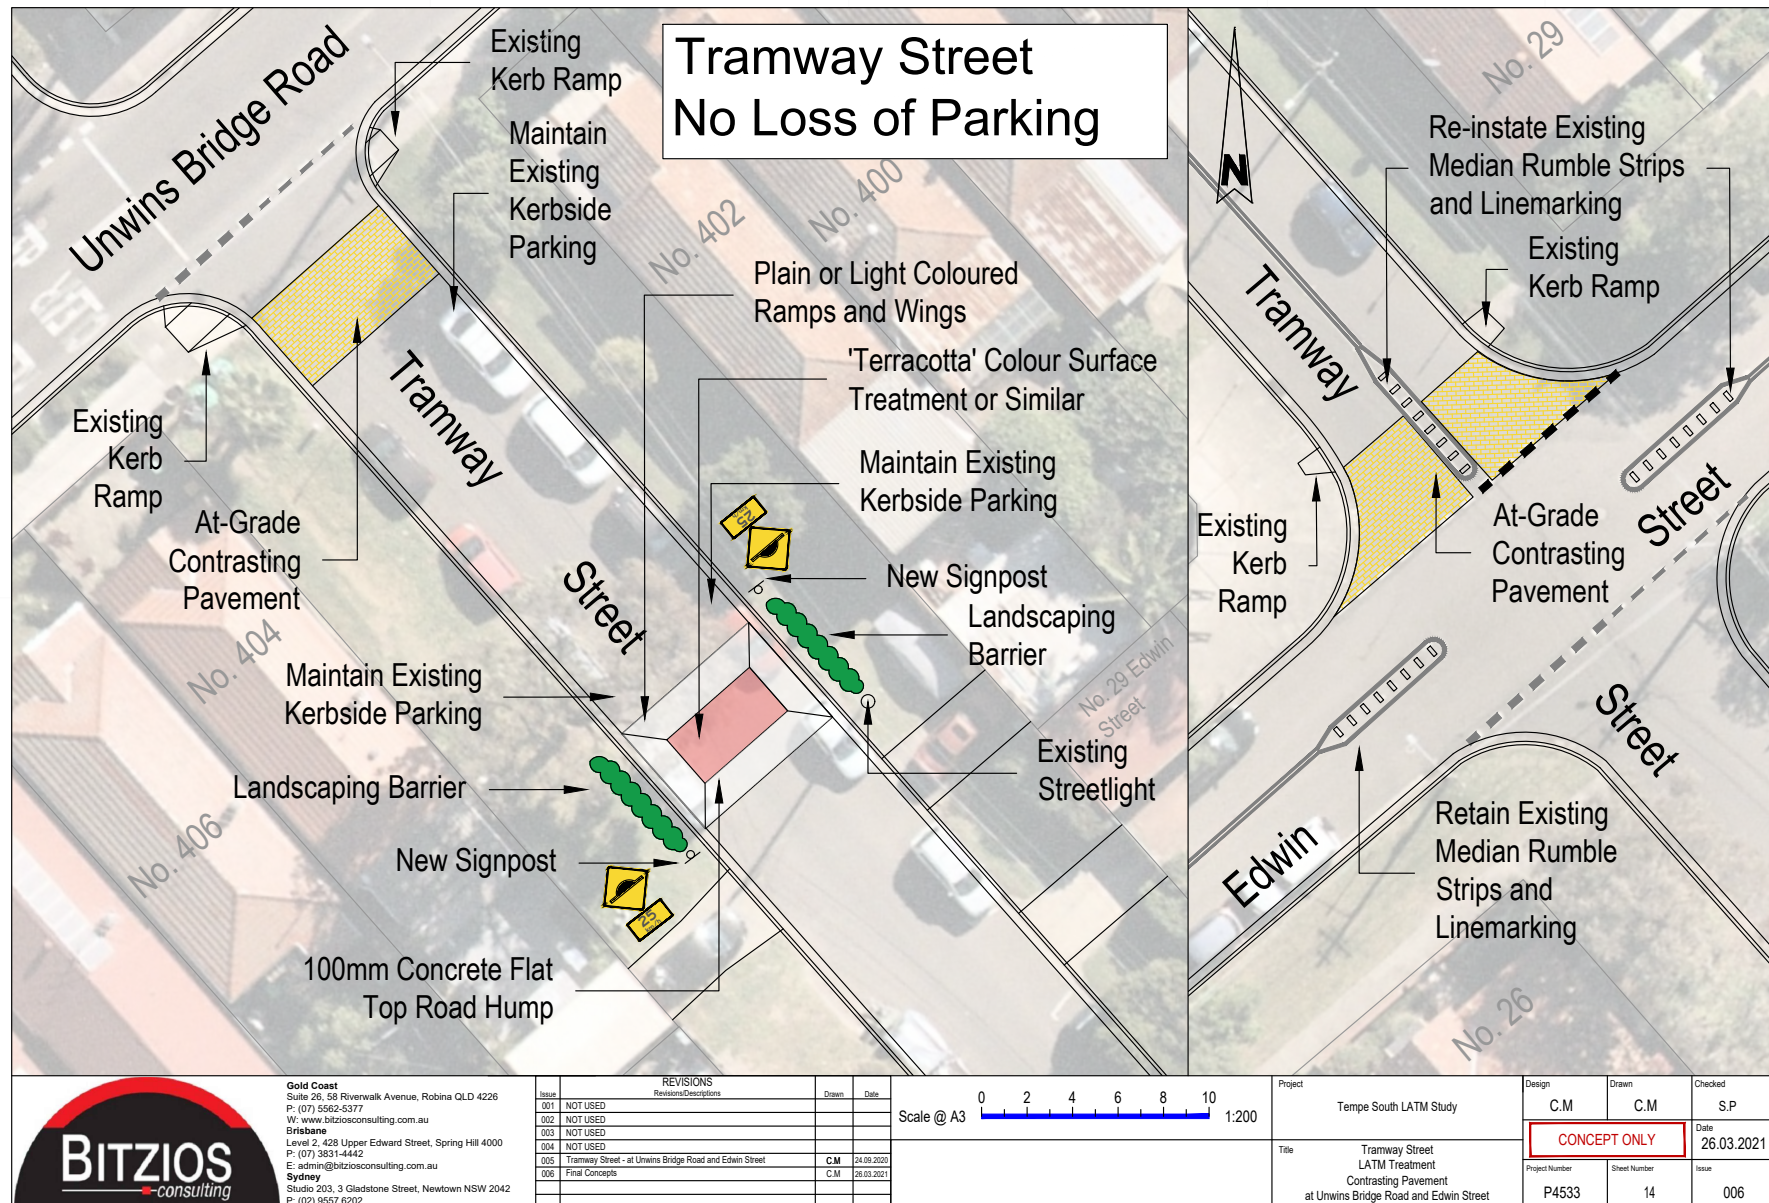 Tramway Street
No Loss of Parking
Unwins Bridge Road
Existing
Kerb Ramp
Maintain
Existing
Kerbside
Parking
No. 402
No. 400
Plain or Light Coloured
Ramps and Wings
'Terracotta' Colour Surface
Treatment or Similar
Maintain Existing
Kerbside Parking
Tramway
Street
Existing
Kerb
Ramp
At-Grade
Contrasting
Pavement
25
New Signpost
Landscaping
Barrier
No. 29 Edwin
Street
Existing
Streetlight
No. 404
Maintain Existing
Kerbside Parking
Landscaping Barrier
No. 406
New Signpost
25
100mm Concrete Flat
Top Road Hump
N
No. 29
Re-instate Existing
Median Rumble Strips
and Linemarking
Existing
Kerb Ramp
Tramway
Street
Existing
Kerb
Ramp
At-Grade
Contrasting
Pavement
Edwin
Street
Retain Existing
Median Rumble
Strips and
Linemarking
No. 26
BITZIOS
consulting
Gold Coast
Suite 26, 58 Riverwalk Avenue, Robina QLD 4226
P: (07) 5562-5377
W: www.bitziosconsulting.com.au
Brisbane
Level 2, 428 Upper Edward Street, Spring Hill 4000
P: (07) 3831-4442
E: admin@bitziosconsulting.com.au
Sydney
Studio 203, 3 Gladstone Street, Newtown NSW 2042
P: (02) 9557 6202
REVISIONS
Issue Revisions/Descriptions Drawn Date
001 NOT USED
002 NOT USED
003 NOT USED
004 NOT USED
005 Tramway Street - at Unwins Bridge Road and Edwin Street C.M 24.09.2020
006 Final Concepts C.M 26.03.2021
Scale @ A3 0 2 4 6 8 10 1:200
Project
Tempe South LATM Study
Title
Tramway Street
LATM Treatment
Contrasting Pavement
at Unwins Bridge Road and Edwin Street
Design Drawn Checked
C.M C.M S.P
CONCEPT ONLY
Date
26.03.2021
Project Number Sheet Number Issue
P4533 14 006